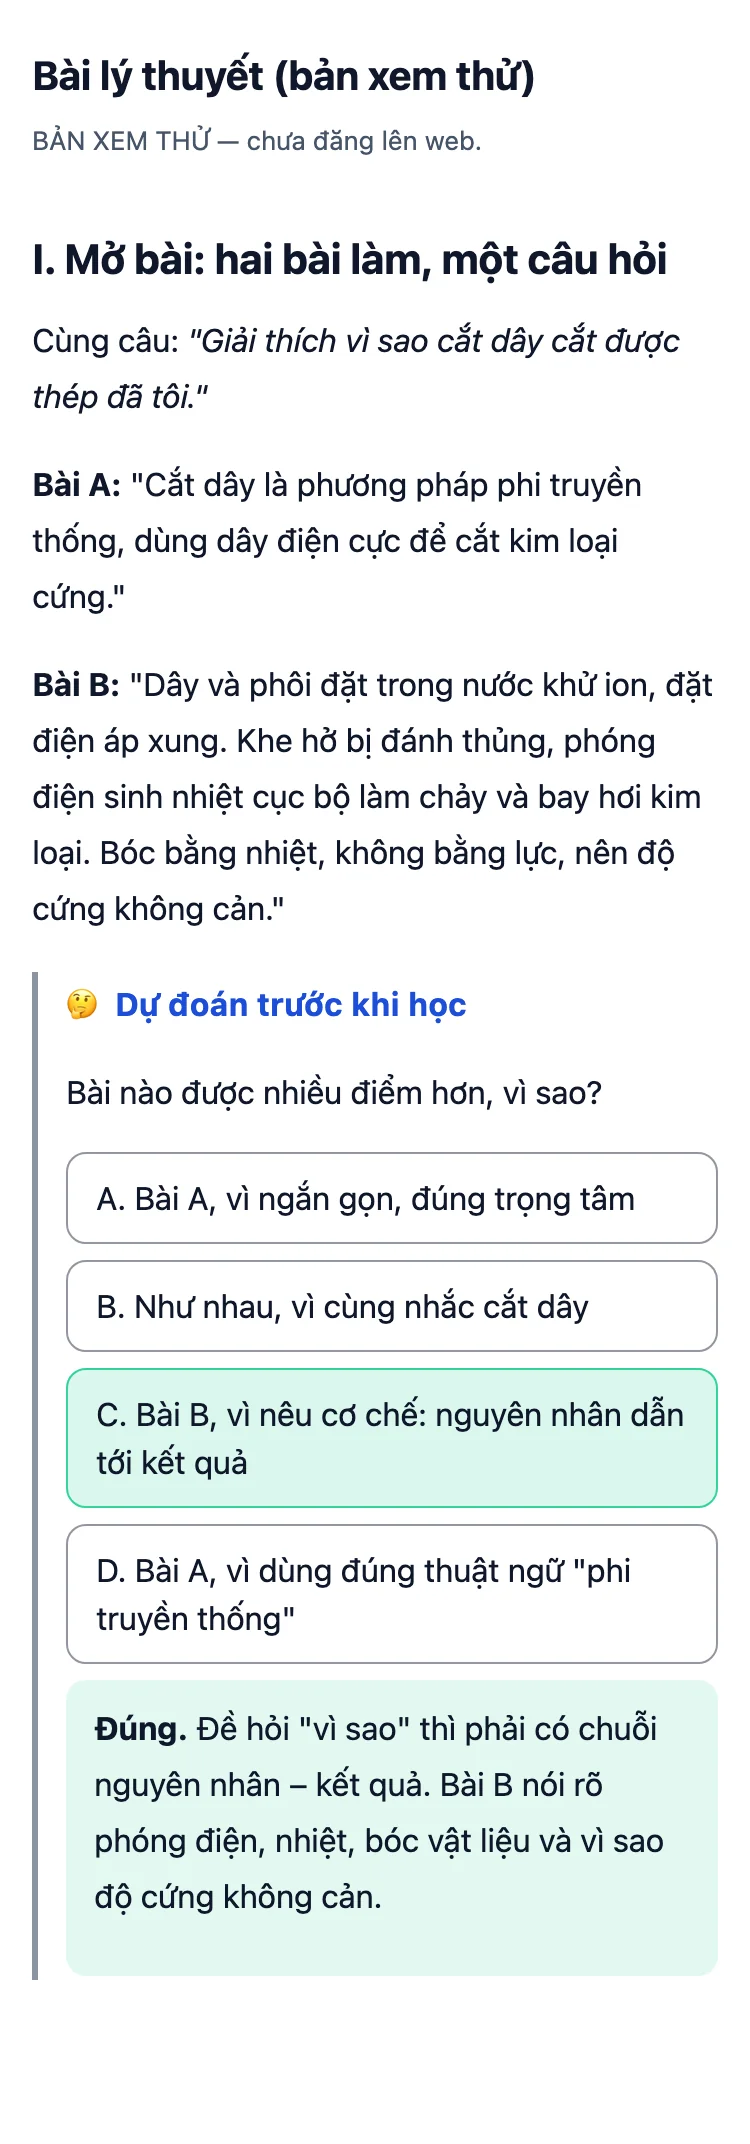 Bài lý thuyết (bản xem thử)
BẢN XEM THỬ — chưa đăng lên web.
I. Mở bài: hai bài làm, một câu hỏi
Cùng câu: "Giải thích vì sao cắt dây cắt được
thép đã tôi."
Bài A: "Cắt dây là phương pháp phi truyền
thống, dùng dây điện cực để cắt kim loại
cứng."
Bài B: "Dây và phôi đặt trong nước khử ion, đặt
điện áp xung. Khe hở bị đánh thủng, phóng
điện sinh nhiệt cục bộ làm chảy và bay hơi kim
loại. Bóc bằng nhiệt, không bằng lực, nên độ
cứng không cản."
🤔 Dự đoán trước khi học
Bài nào được nhiều điểm hơn, vì sao?
A. Bài A, vì ngắn gọn, đúng trọng tâm
B. Như nhau, vì cùng nhắc cắt dây
C. Bài B, vì nêu cơ chế: nguyên nhân dẫn
tới kết quả
D. Bài A, vì dùng đúng thuật ngữ "phi
truyền thống"
Đúng. Đề hỏi "vì sao" thì phải có chuỗi
nguyên nhân – kết quả. Bài B nói rõ
phóng điện, nhiệt, bóc vật liệu và vì sao
độ cứng không cản.